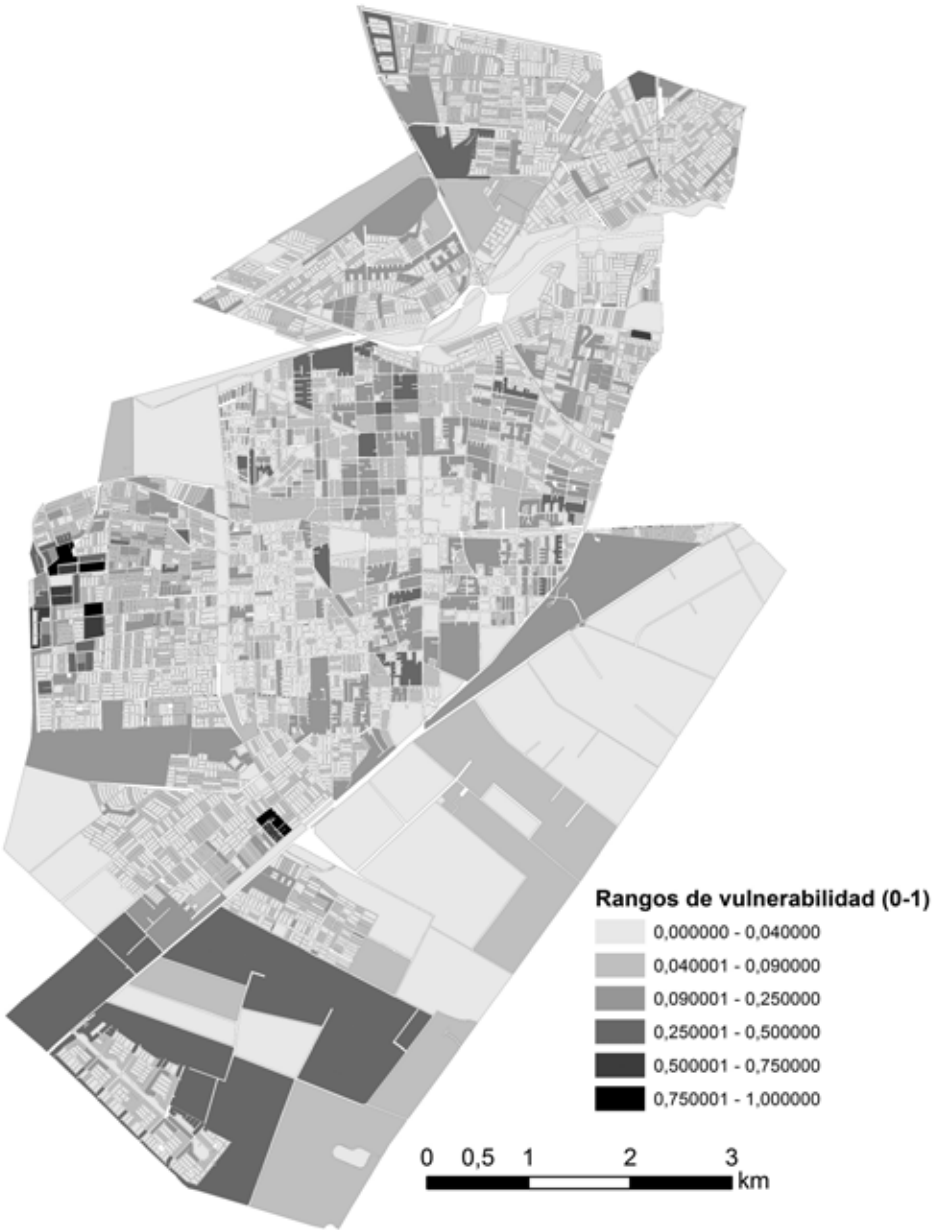 Rangos de vulnerabilidad (0-1)
0,000000 - 0,040000
0,040001 - 0,090000
0,090001 - 0,250000
0,250001 - 0,500000
0,500001 - 0,750000
0,750001 - 1,000000
0 0,5 1 2 3
km